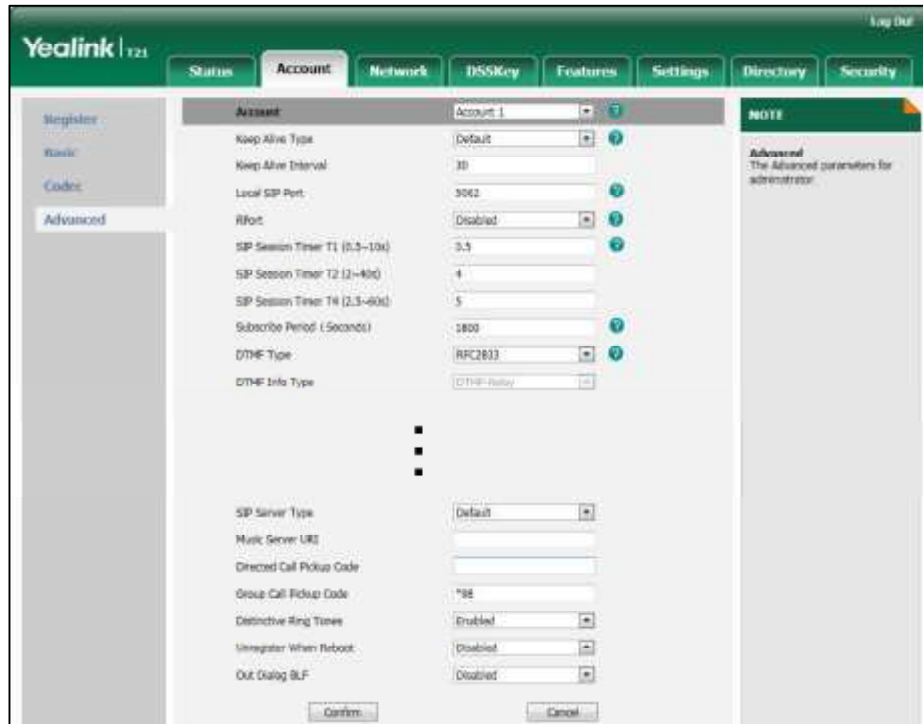 Log Out
Yealink T21
Status Account Network DSSKey Features Settings Directory Security
Register
Basic
Codec
Advanced
Account Account 1
Keep Alive Type Default
Keep Alive Interval 30
Local SIP Port 5062
RPort Disabled
SIP Session Timer T1 (0.5~10s) 0.5
SIP Session Timer T2 (2~40s) 4
SIP Session Timer T4 (2.5~60s) 5
Subscribe Period (Seconds) 1800
DTMF Type RFC2833
DTMF Info Type DTMF-Relay
SIP Server Type Default
Music Server URI
Directed Call Pickup Code
Group Call Pickup Code *98
Distinctive Ring Tones Enabled
Unregister When Reboot Disabled
Out Dialog BLF Disabled
Confirm Cancel
NOTE
Advanced
The Advanced parameters for
administrator.